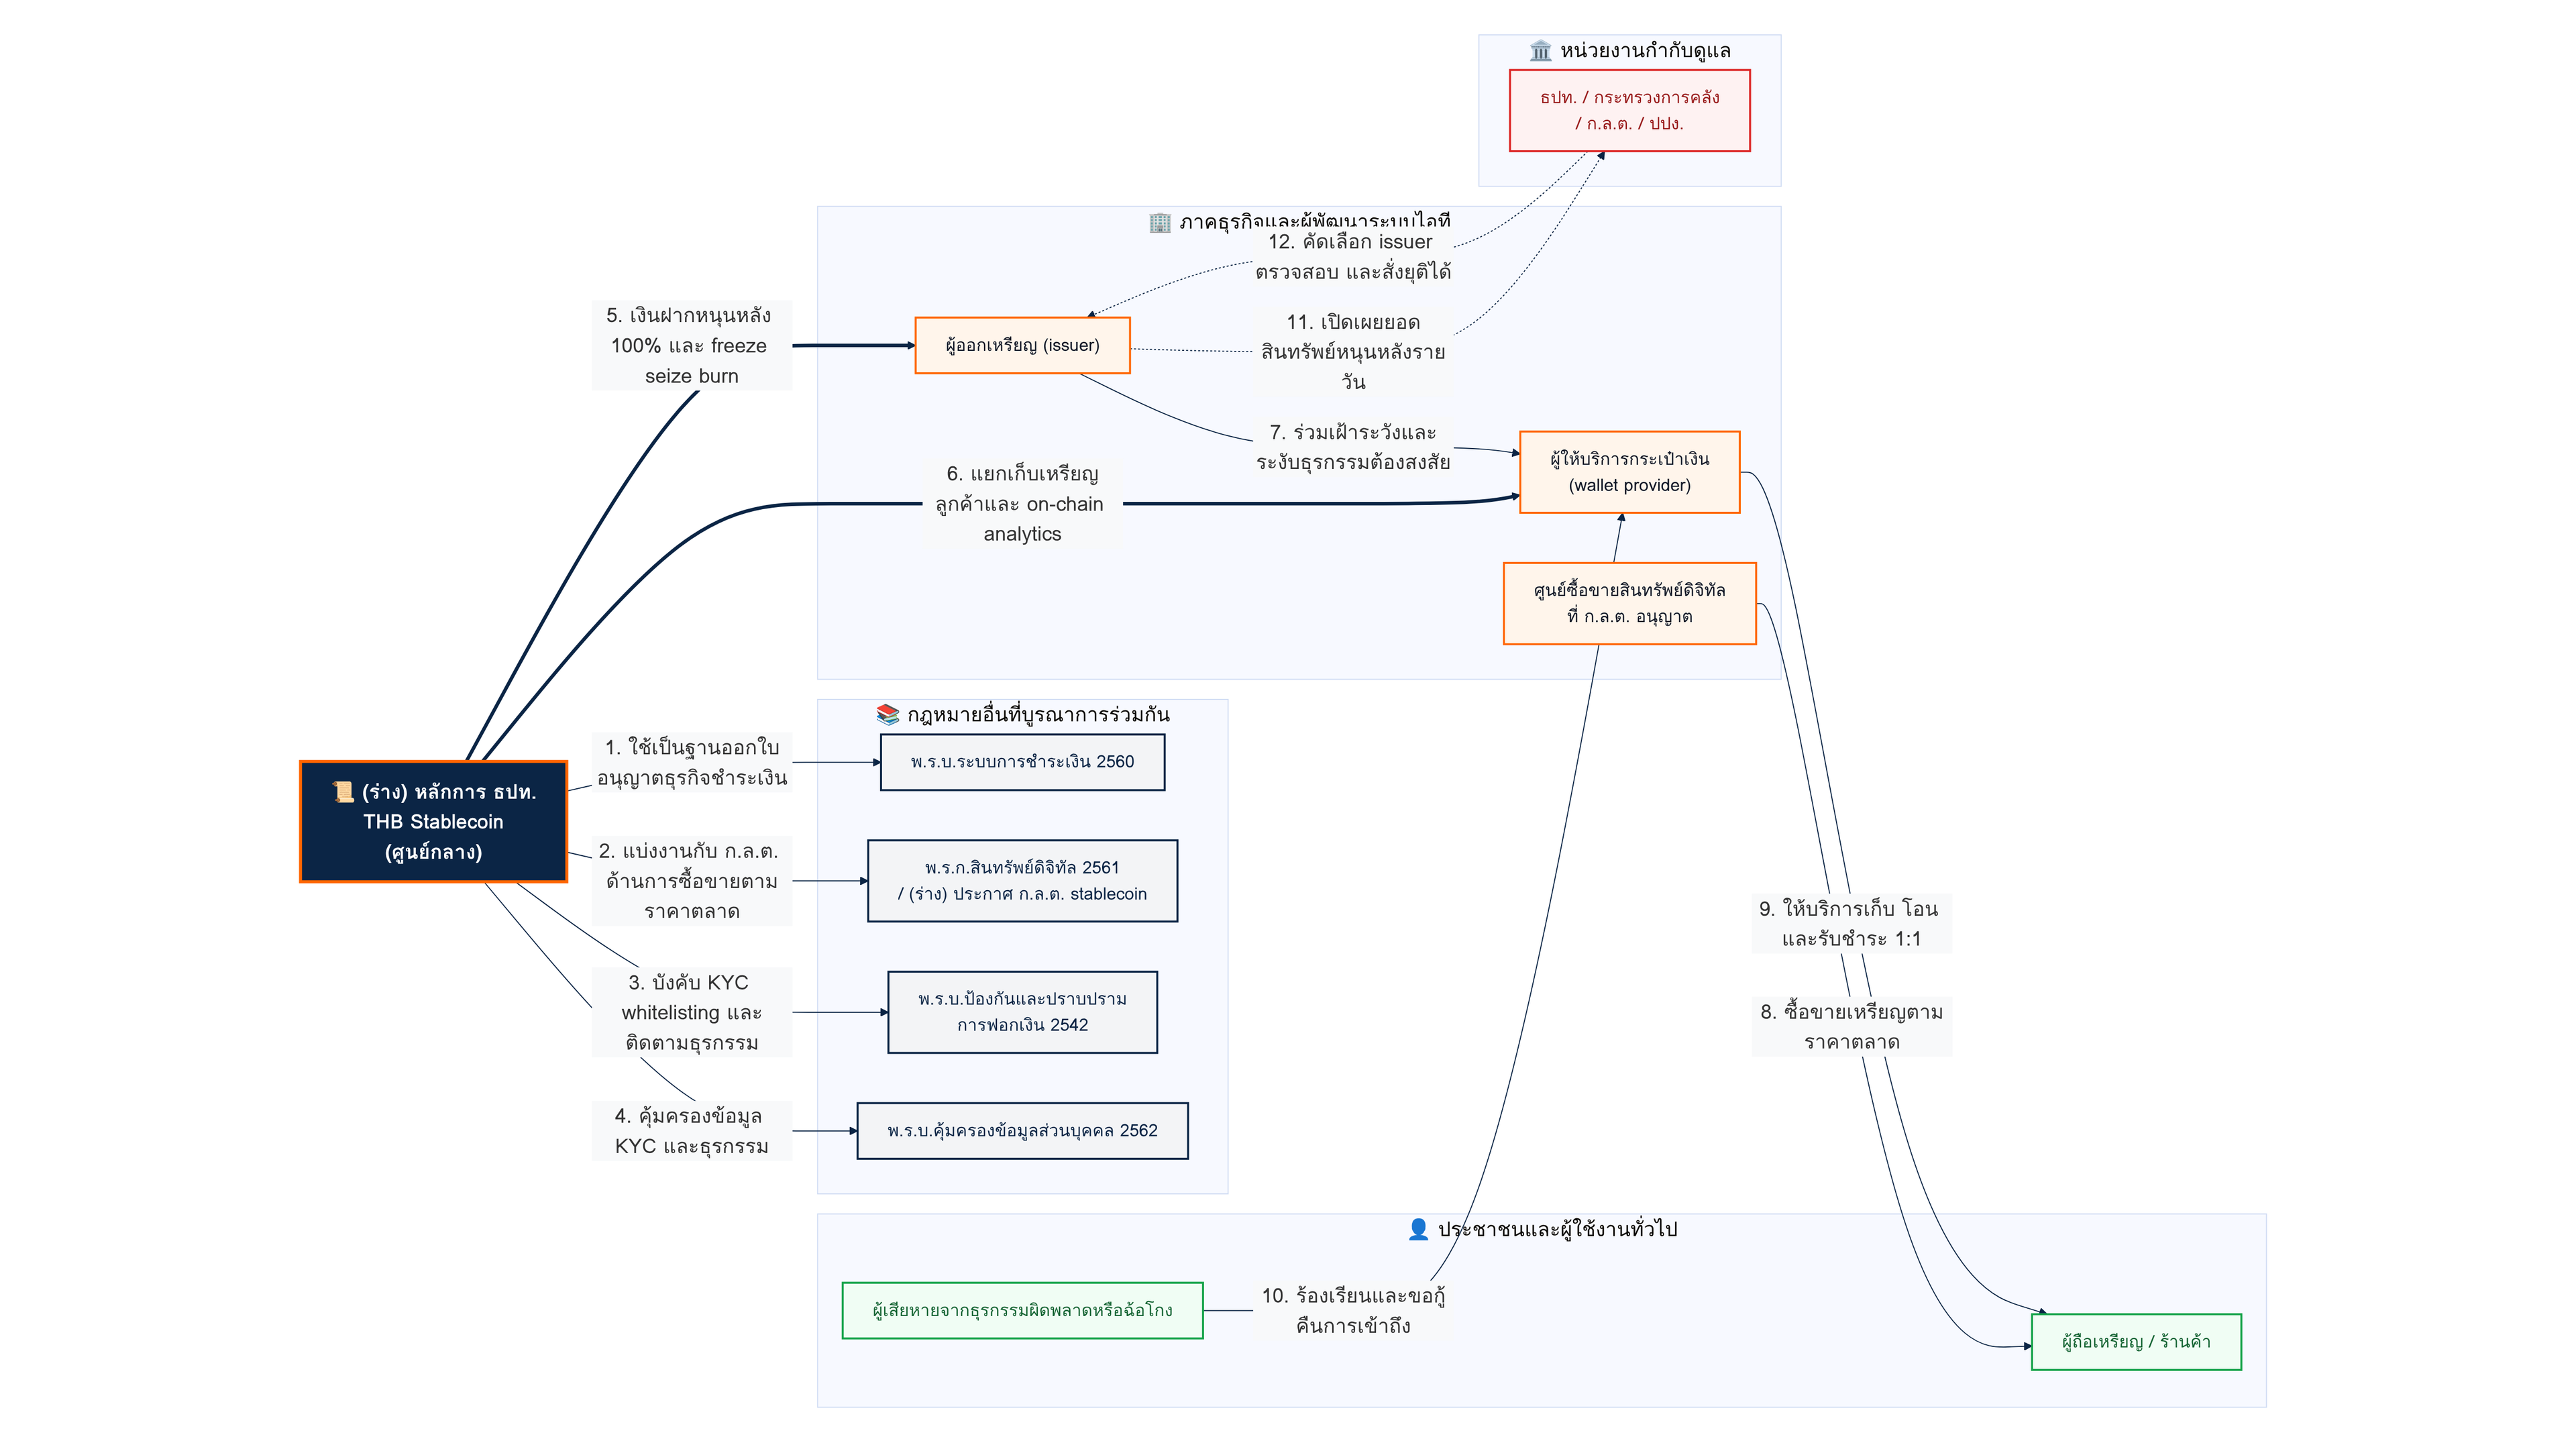 🏛️ หน่วยงานกำกับดูแล
ธปท. / กระทรวงการคลัง
/ ก.ล.ต. / ปปง.
🏢 ภาคธุรกิจและผู้พัฒนาระบบไอที
12. คัดเลือก issuer
ตรวจสอบ และสั่งยุติได้
5. เงินฝากหนุนหลัง
100% และ freeze
seize burn
ผู้ออกเหรียญ (issuer)
11. เปิดเผยยอด
สินทรัพย์หนุนหลังราย
วัน
7. ร่วมเฝ้าระวังและ
ระงับธุรกรรมต้องสงสัย
ผู้ให้บริการกระเป๋าเงิน
(wallet provider)
6. แยกเก็บเหรียญ
ลูกค้าและ on-chain
analytics
ศูนย์ซื้อขายสินทรัพย์ดิจิทัล
ที่ ก.ล.ต. อนุญาต
📚 กฎหมายอื่นที่บูรณาการร่วมกัน
1. ใช้เป็นฐานออกใบ
อนุญาตธุรกิจชำระเงิน
พ.ร.บ.ระบบการชำระเงิน 2560
📜 (ร่าง) หลักการ ธปท.
THB Stablecoin
(ศูนย์กลาง)
2. แบ่งงานกับ ก.ล.ต.
ด้านการซื้อขายตาม
ราคาตลาด
พ.ร.ก.สินทรัพย์ดิจิทัล 2561
/ (ร่าง) ประกาศ ก.ล.ต. stablecoin
3. บังคับ KYC
whitelisting และ
ติดตามธุรกรรม
พ.ร.บ.ป้องกันและปราบปราม
การฟอกเงิน 2542
4. คุ้มครองข้อมูล
KYC และธุรกรรม
พ.ร.บ.คุ้มครองข้อมูลส่วนบุคคล 2562
9. ให้บริการเก็บ โอน
และรับชำระ 1:1
8. ซื้อขายเหรียญตาม
ราคาตลาด
👤 ประชาชนและผู้ใช้งานทั่วไป
ผู้เสียหายจากธุรกรรมผิดพลาดหรือฉ้อโกง
10. ร้องเรียนและขอกู้
คืนการเข้าถึง
ผู้ถือเหรียญ / ร้านค้า